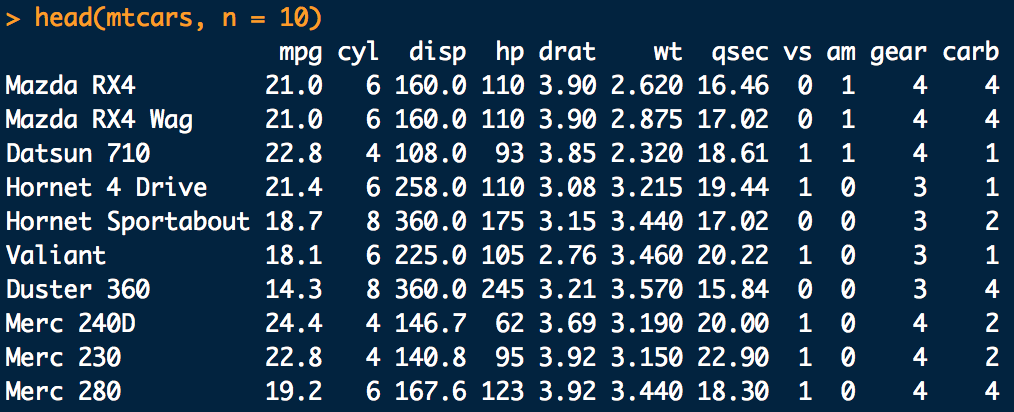 > head(mtcars, n = 10)
                   mpg cyl  disp  hp drat    wt  qsec vs am gear carb
Mazda RX4         21.0   6 160.0 110 3.90 2.620 16.46  0  1    4    4
Mazda RX4 Wag     21.0   6 160.0 110 3.90 2.875 17.02  0  1    4    4
Datsun 710        22.8   4 108.0  93 3.85 2.320 18.61  1  1    4    1
Hornet 4 Drive    21.4   6 258.0 110 3.08 3.215 19.44  1  0    3    1
Hornet Sportabout 18.7   8 360.0 175 3.15 3.440 17.02  0  0    3    2
Valiant           18.1   6 225.0 105 2.76 3.460 20.22  1  0    3    1
Duster 360        14.3   8 360.0 245 3.21 3.570 15.84  0  0    3    4
Merc 240D         24.4   4 146.7  62 3.69 3.190 20.00  1  0    4    2
Merc 230          22.8   4 140.8  95 3.92 3.150 22.90  1  0    4    2
Merc 280          19.2   6 167.6 123 3.92 3.440 18.30  1  0    4    4